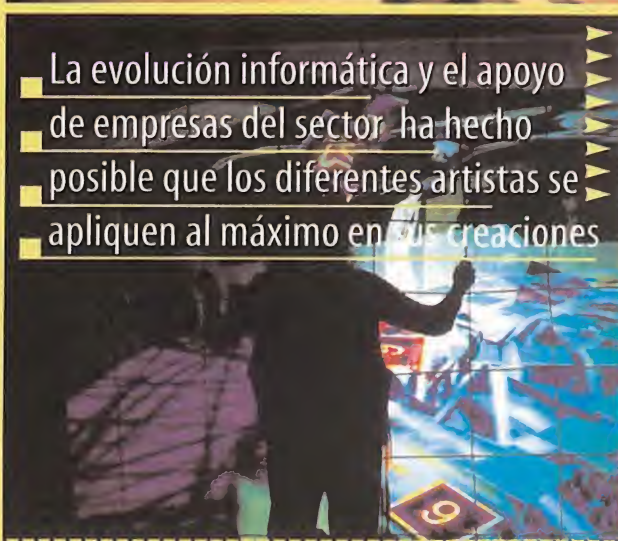 La evolución informática y el apoyo
de empresas del sector ha hecho
posible que los diferentes artistas se
apliquen al máximo en sus creaciones
9